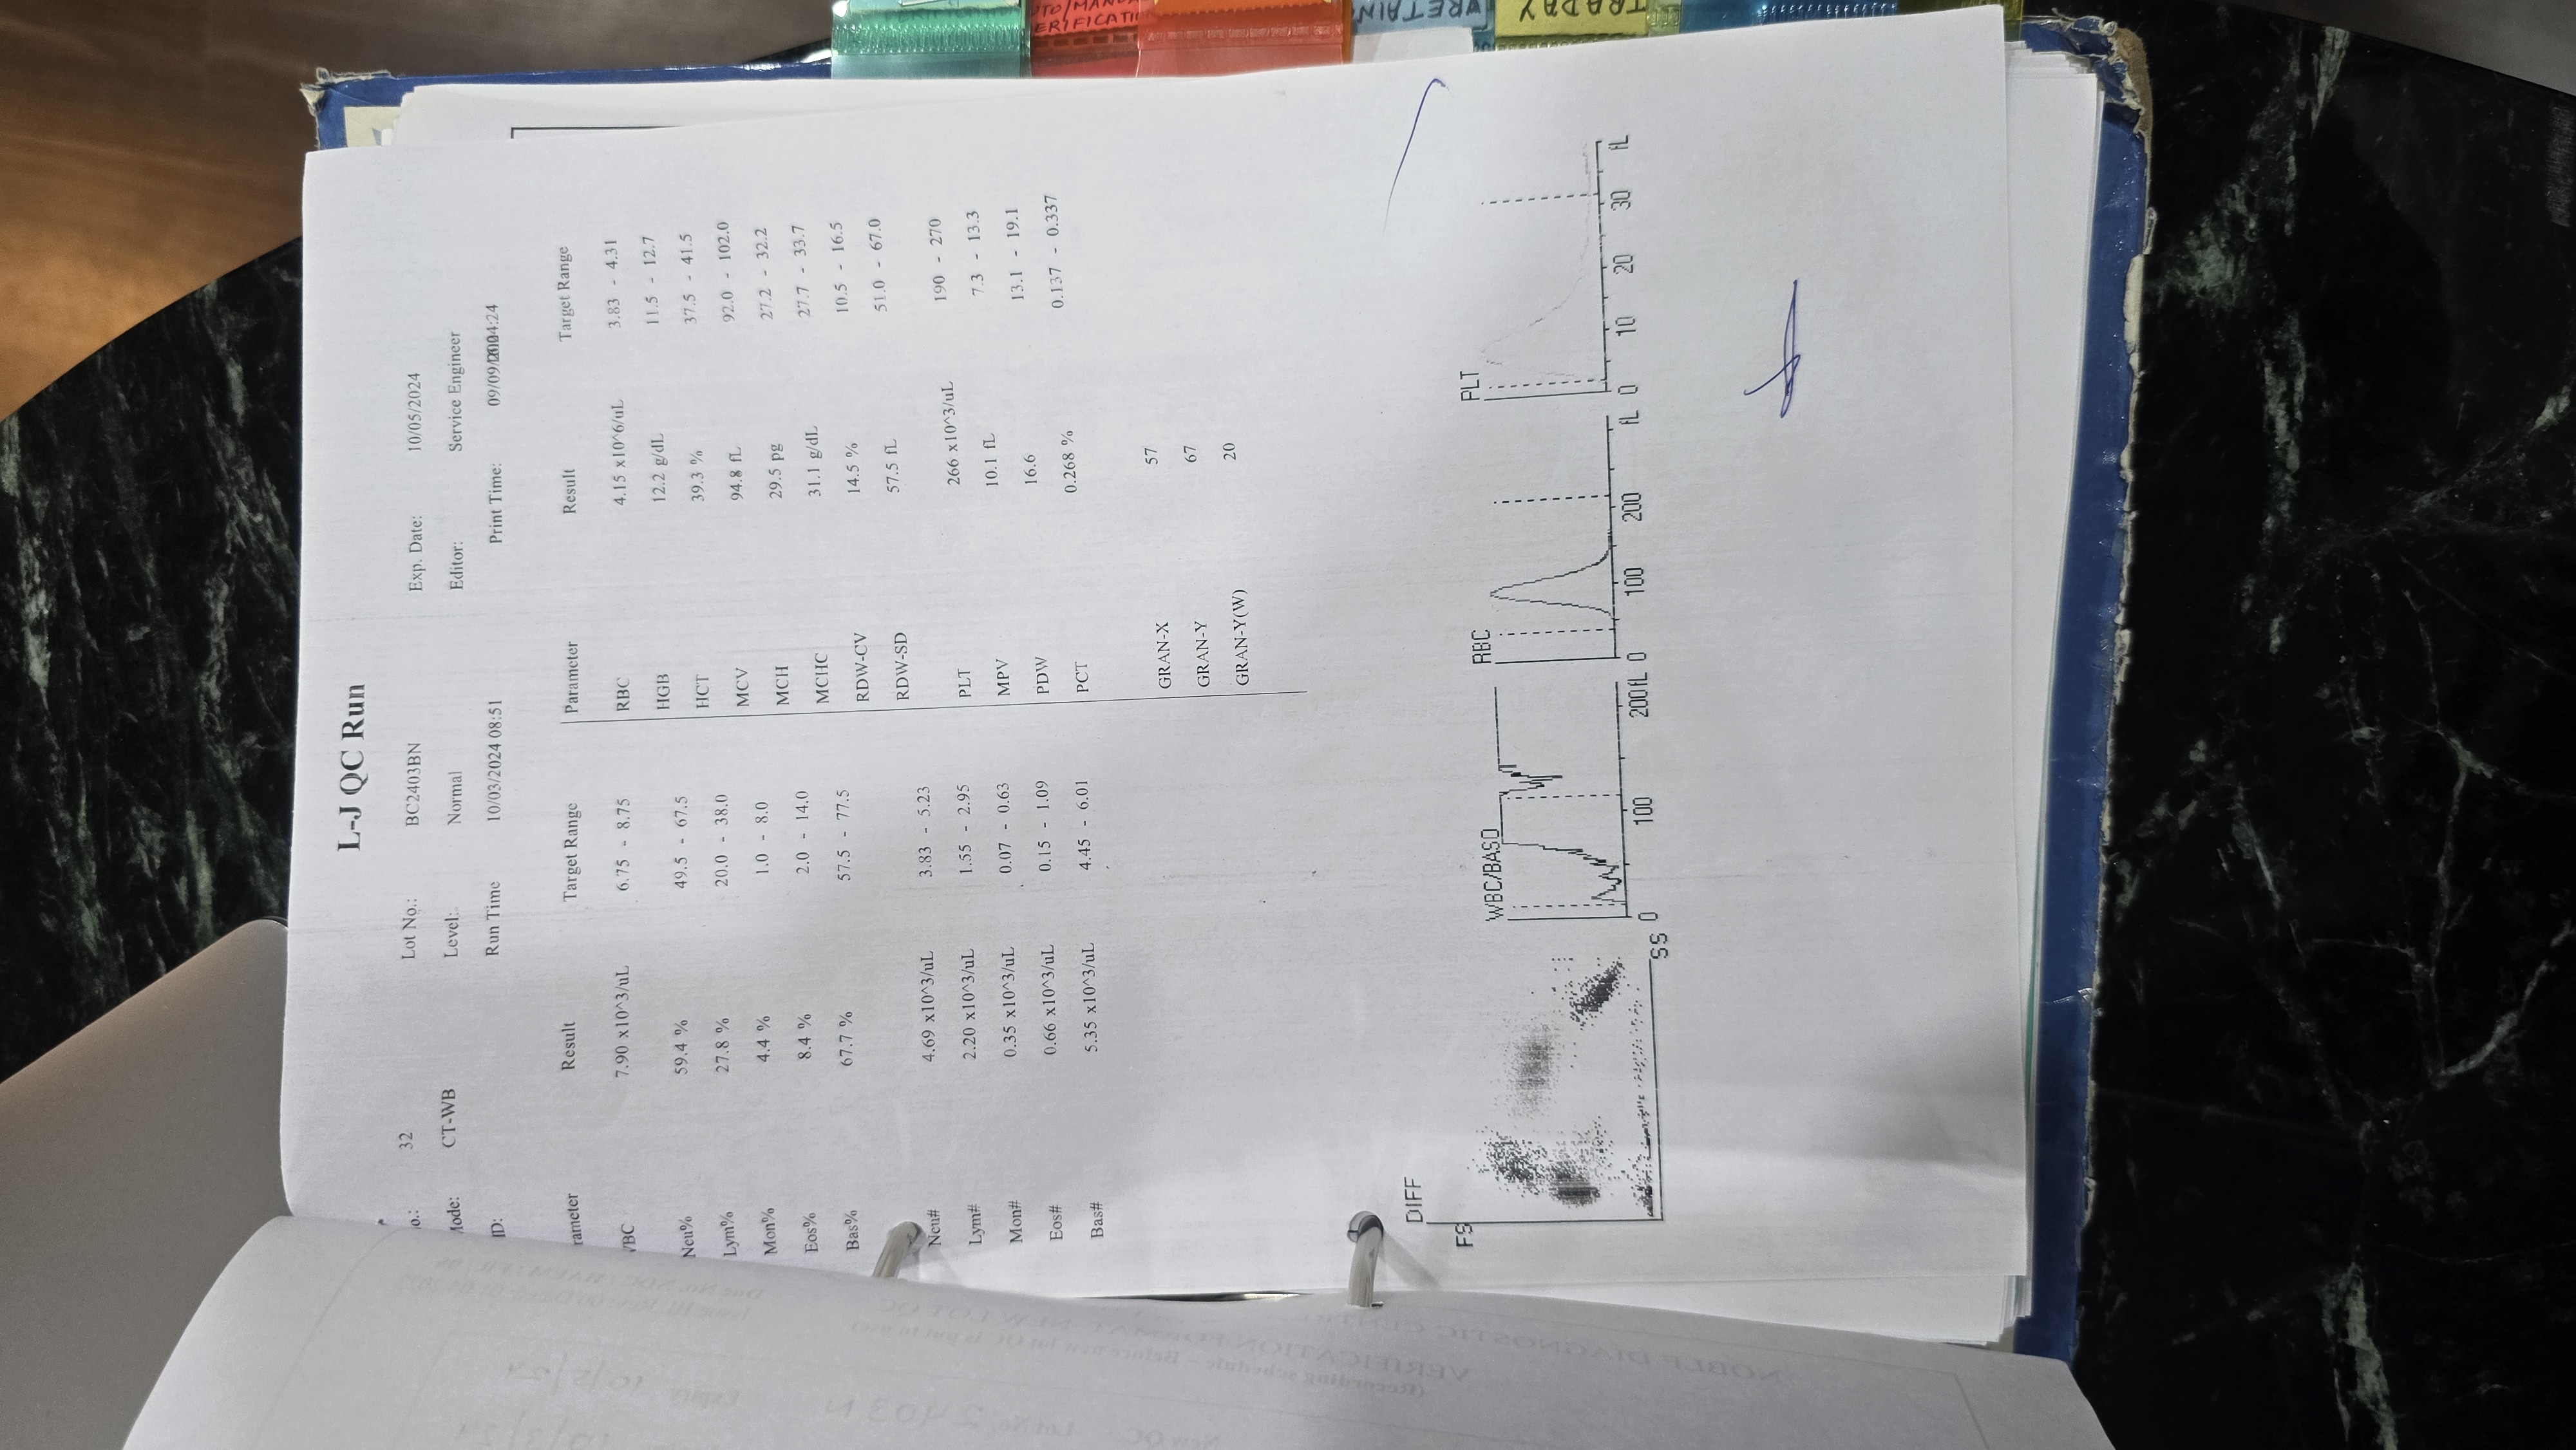 L-J QC Run
o.: 32 Lot No.: BC2403BN Exp. Date: 10/05/2024
Mode: CT-WB Level: Normal Editor: Service Engineer
ID: Run Time 10/03/2024 08:51 Print Time: 09/09/ 4:24
rameter Result Target Range Parameter Result Target Range
WBC 7.90 x10^3/uL 6.75 - 8.75
Neu% 59.4 % 49.5 - 67.5
Lym% 27.8 % 20.0 - 38.0
Mon% 4.4 % 1.0 - 8.0
Eos% 8.4 % 2.0 - 14.0
Bas% 67.7 % 57.5 - 77.5
Neu# 4.69 x10^3/uL 3.83 - 5.23
Lym# 2.20 x10^3/uL 1.55 - 2.95
Mon# 0.35 x10^3/uL 0.07 - 0.63
Eos# 0.66 x10^3/uL 0.15 - 1.09
Bas# 5.35 x10^3/uL 4.45 - 6.01
RBC 4.15 x10^6/uL 3.83 - 4.31
HGB 12.2 g/dL 11.5 - 12.7
HCT 39.3 % 37.5 - 41.5
MCV 94.8 fL 92.0 - 102.0
MCH 29.5 pg 27.2 - 32.2
MCHC 31.1 g/dL 27.7 - 33.7
RDW-CV 14.5 % 10.5 - 16.5
RDW-SD 57.5 fL 51.0 - 67.0
PLT 266 x10^3/uL 190 - 270
MPV 10.1 fL 7.3 - 13.3
PDW 16.6 13.1 - 19.1
PCT 0.268 % 0.137 - 0.337
GRAN-X 57
GRAN-Y 67
GRAN-Y(W) 20
DIFF
FS
SS
WBC/BASO
0 100 200 fL
RBC
0 100 200 fL
PLT
0 10 20 30 fL
RETAIN
TRADAY